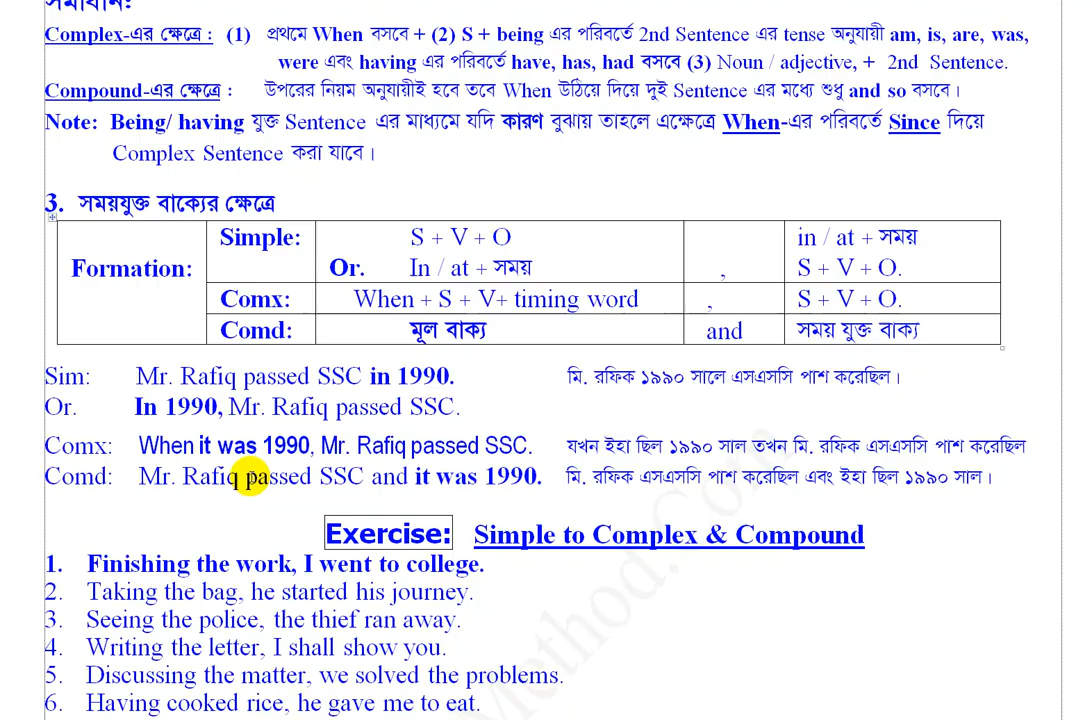 সমাধান:
Complex-এর ক্ষেত্রে : (1) প্রথমে When বসবে + (2) S + being এর পরিবর্তে 2nd Sentence এর tense অনুযায়ী am, is, are, was,
were এবং having এর পরিবর্তে have, has, had বসবে (3) Noun / adjective, + 2nd Sentence.
Compound-এর ক্ষেত্রে : উপরের নিয়ম অনুযায়ীই হবে তবে When উঠিয়ে দিয়ে দুই Sentence এর মধ্যে শুধু and so বসবে।
Note: Being/ having যুক্ত Sentence এর মাধ্যমে যদি কারণ বুঝায় তাহলে এক্ষেত্রে When-এর পরিবর্তে Since দিয়ে
Complex Sentence করা যাবে।
3. সময়যুক্ত বাক্যের ক্ষেত্রে
Simple: S + V + O in / at + সময়
Formation: Or. In / at + সময় , S + V + O.
Comx: When + S + V+ timing word , S + V + O.
Comd: মূল বাক্য and সময় যুক্ত বাক্য
Sim: Mr. Rafiq passed SSC in 1990. মি. রফিক ১৯৯০ সালে এসএসসি পাশ করেছিল।
Or. In 1990, Mr. Rafiq passed SSC.
Comx: When it was 1990, Mr. Rafiq passed SSC. যখন ইহা ছিল ১৯৯০ সাল তখন মি. রফিক এসএসসি পাশ করেছিল
Comd: Mr. Rafiq passed SSC and it was 1990. মি. রফিক এসএসসি পাশ করেছিল এবং ইহা ছিল ১৯৯০ সাল।
Exercise: Simple to Complex & Compound
1. Finishing the work, I went to college.
2. Taking the bag, he started his journey.
3. Seeing the police, the thief ran away.
4. Writing the letter, I shall show you.
5. Discussing the matter, we solved the problems.
6. Having cooked rice, he gave me to eat.
Method.Com